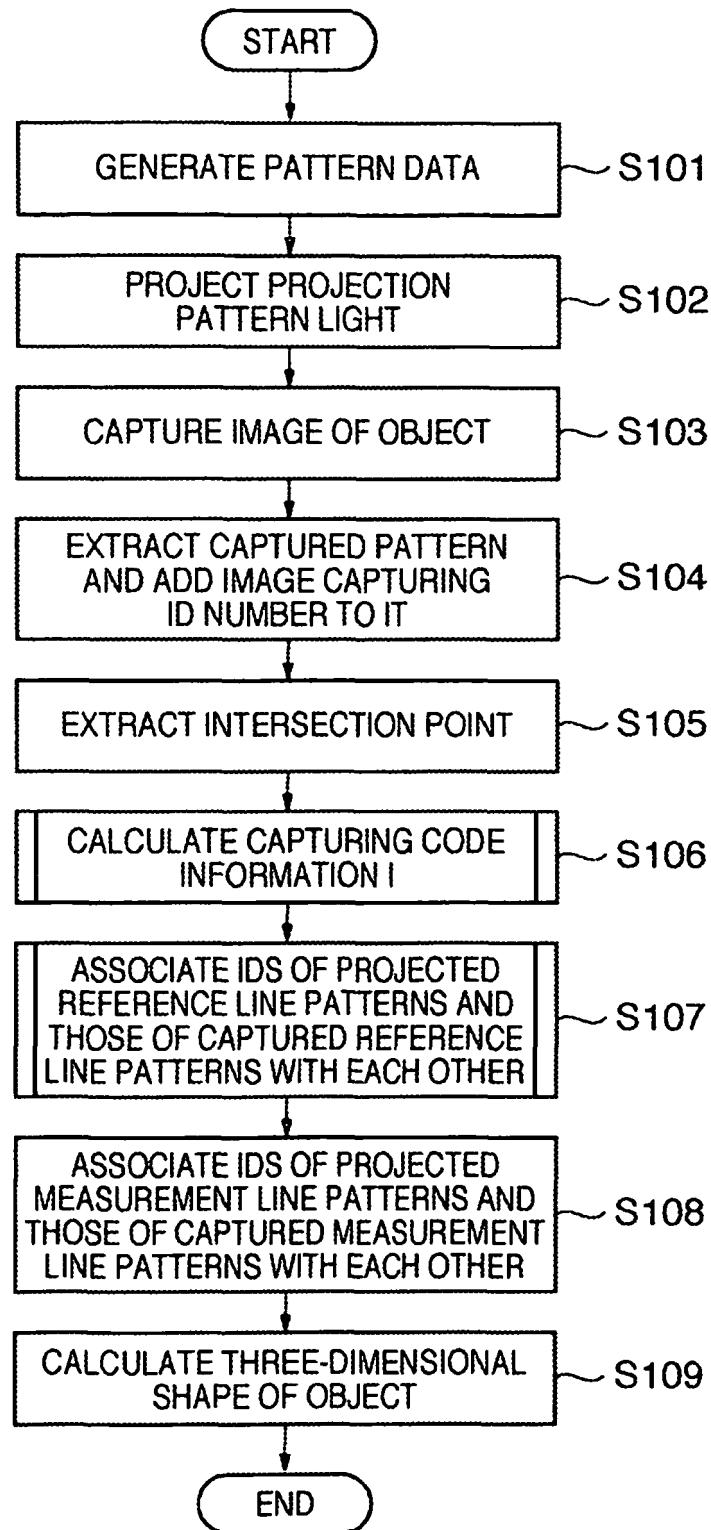 START
GENERATE PATTERN DATA
S101
PROJECT PROJECTION
PATTERN LIGHT
S102
CAPTURE IMAGE OF OBJECT
S103
EXTRACT CAPTURED PATTERN
AND ADD IMAGE CAPTURING
ID NUMBER TO IT
S104
EXTRACT INTERSECTION POINT
S105
CALCULATE CAPTURING CODE
INFORMATION I
S106
ASSOCIATE IDS OF PROJECTED
REFERENCE LINE PATTERNS AND
THOSE OF CAPTURED REFERENCE
LINE PATTERNS WITH EACH OTHER
S107
ASSOCIATE IDS OF PROJECTED
MEASUREMENT LINE PATTERNS AND
THOSE OF CAPTURED MEASUREMENT
LINE PATTERNS WITH EACH OTHER
S108
CALCULATE THREE-DIMENSIONAL
SHAPE OF OBJECT
S109
END